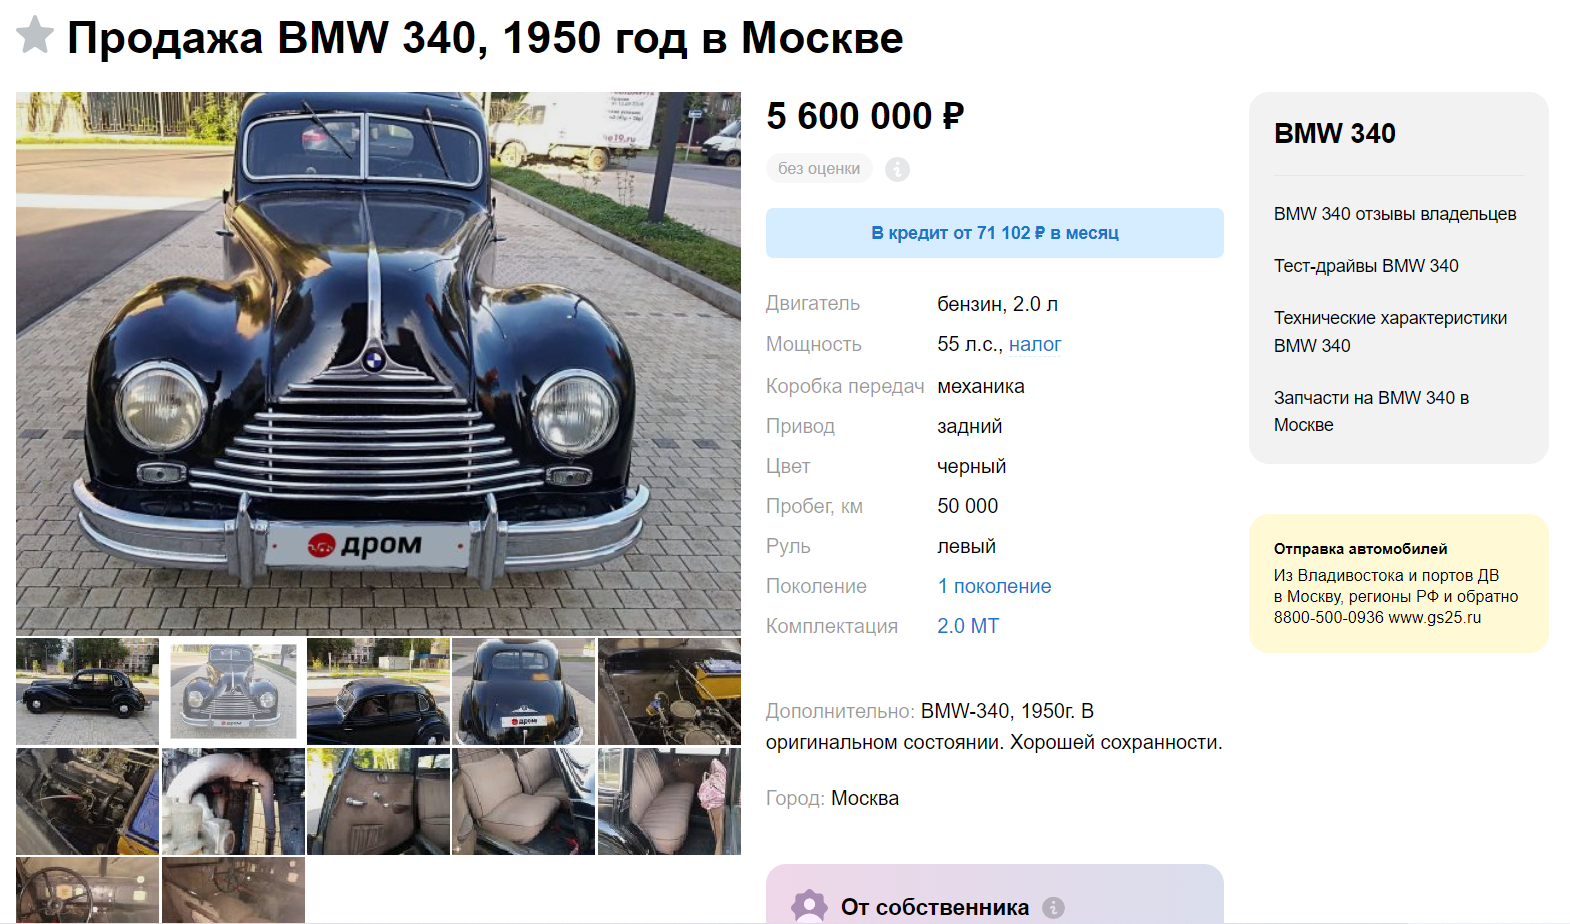 Продажа BMW 340, 1950 год в Москве
5 600 000 ₽
без оценки
В кредит от 71 102 ₽ в месяц
Двигатель бензин, 2.0 л
Мощность 55 л.с., налог
Коробка передач механика
Привод задний
Цвет черный
Пробег, км 50 000
Руль левый
Поколение 1 поколение
Комплектация 2.0 MT
Дополнительно: BMW-340, 1950г. В
оригинальном состоянии. Хорошей сохранности.
Город: Москва
От собственника
BMW 340
BMW 340 отзывы владельцев
Тест-драйвы BMW 340
Технические характеристики
BMW 340
Запчасти на BMW 340 в
Москве
Отправка автомобилей
Из Владивостока и портов ДВ
в Москву, регионы РФ и обратно
8800-500-0936 www.gs25.ru
дром
дром
дром